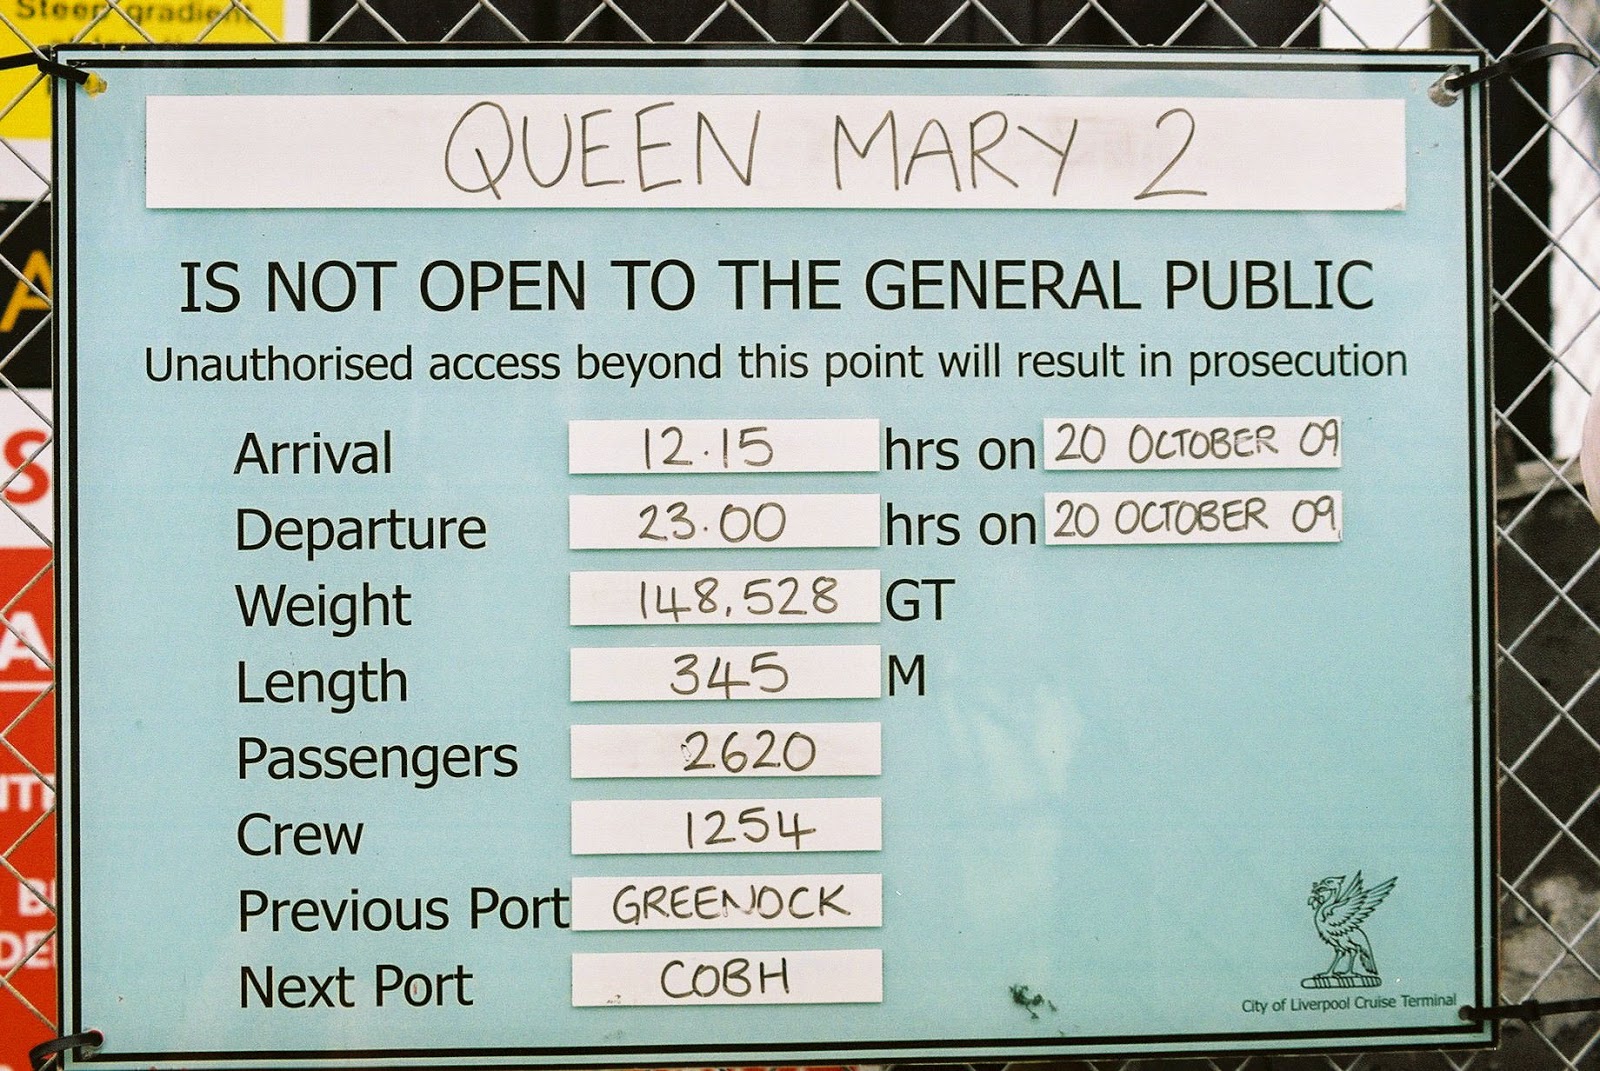 Steep gradient
QUEEN MARY 2
IS NOT OPEN TO THE GENERAL PUBLIC
Unauthorised access beyond this point will result in prosecution
Arrival 12.15 hrs on 20 OCTOBER 09
Departure 23.00 hrs on 20 OCTOBER 09
Weight 148,528 GT
Length 345 M
Passengers 2620
Crew 1254
Previous Port GREENOCK
Next Port COBH
City of Liverpool Cruise Terminal